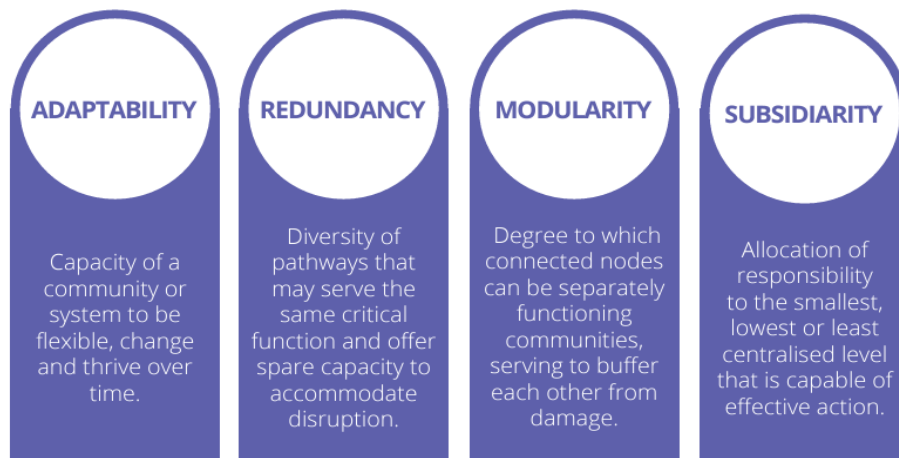 ADAPTABILITY
Capacity of a
community or
system to be
flexible, change
and thrive over
time.
REDUNDANCY
Diversity of
pathways that
may serve the
same critical
function and offer
spare capacity to
accommodate
disruption.
MODULARITY
Degree to which
connected nodes
can be separately
functioning
communities,
serving to buffer
each other from
damage.
SUBSIDIARITY
Allocation of
responsibility
to the smallest,
lowest or least
centralised level
that is capable of
effective action.